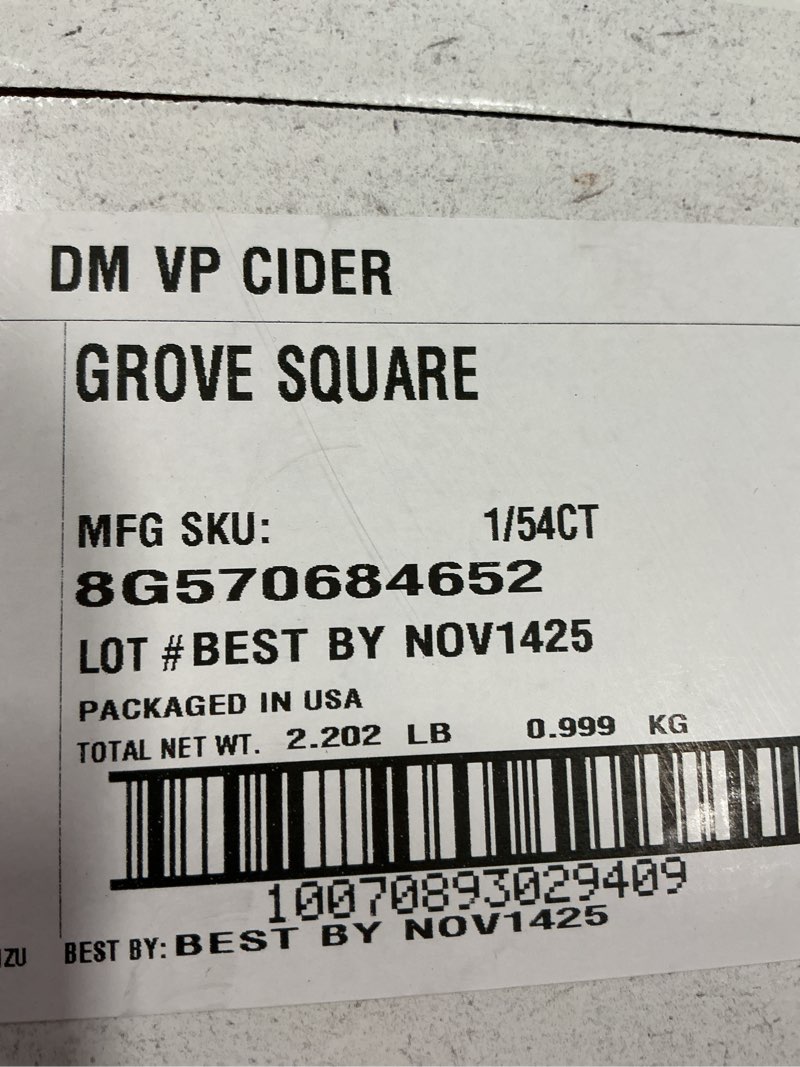 DM VP CIDER
GROVE SQUARE
MFG SKU: 1/54CT
8G570684652
LOT #BEST BY NOV1425
PACKAGED IN USA
TOTAL NET WT. 2.202 LB 0.999 KG
10070893029409
BEST BY: BEST BY NOV1425